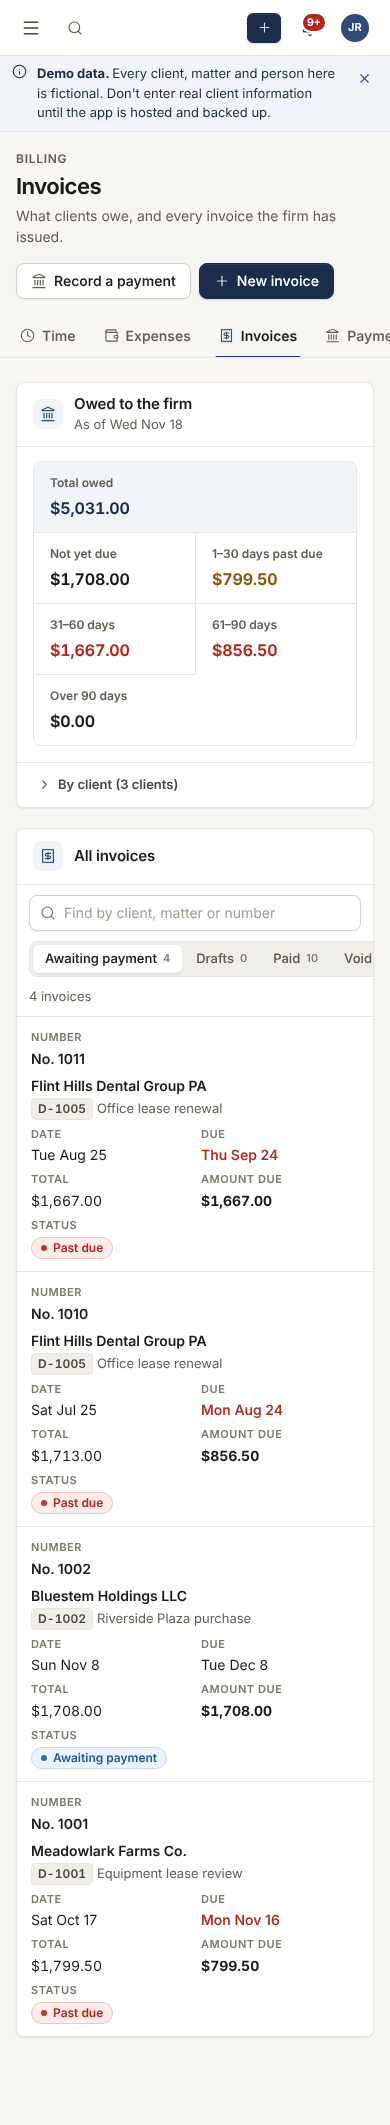 9+
JR
Demo data. Every client, matter and person here
is fictional. Don't enter real client information
until the app is hosted and backed up.
BILLING
Invoices
What clients owe, and every invoice the firm has
issued.
Record a payment
New invoice
Time Expenses Invoices Payme
Owed to the firm
As of Wed Nov 18
Total owed
$5,031.00
Not yet due 1–30 days past due
$1,708.00 $799.50
31–60 days 61–90 days
$1,667.00 $856.50
Over 90 days
$0.00
By client (3 clients)
All invoices
Find by client, matter or number
Awaiting payment 4 Drafts 0 Paid 10 Void
4 invoices
NUMBER
No. 1011
Flint Hills Dental Group PA
D-1005 Office lease renewal
DATE DUE
Tue Aug 25 Thu Sep 24
TOTAL AMOUNT DUE
$1,667.00 $1,667.00
STATUS
Past due
NUMBER
No. 1010
Flint Hills Dental Group PA
D-1005 Office lease renewal
DATE DUE
Sat Jul 25 Mon Aug 24
TOTAL AMOUNT DUE
$1,713.00 $856.50
STATUS
Past due
NUMBER
No. 1002
Bluestem Holdings LLC
D-1002 Riverside Plaza purchase
DATE DUE
Sun Nov 8 Tue Dec 8
TOTAL AMOUNT DUE
$1,708.00 $1,708.00
STATUS
Awaiting payment
NUMBER
No. 1001
Meadowlark Farms Co.
D-1001 Equipment lease review
DATE DUE
Sat Oct 17 Mon Nov 16
TOTAL AMOUNT DUE
$1,799.50 $799.50
STATUS
Past due